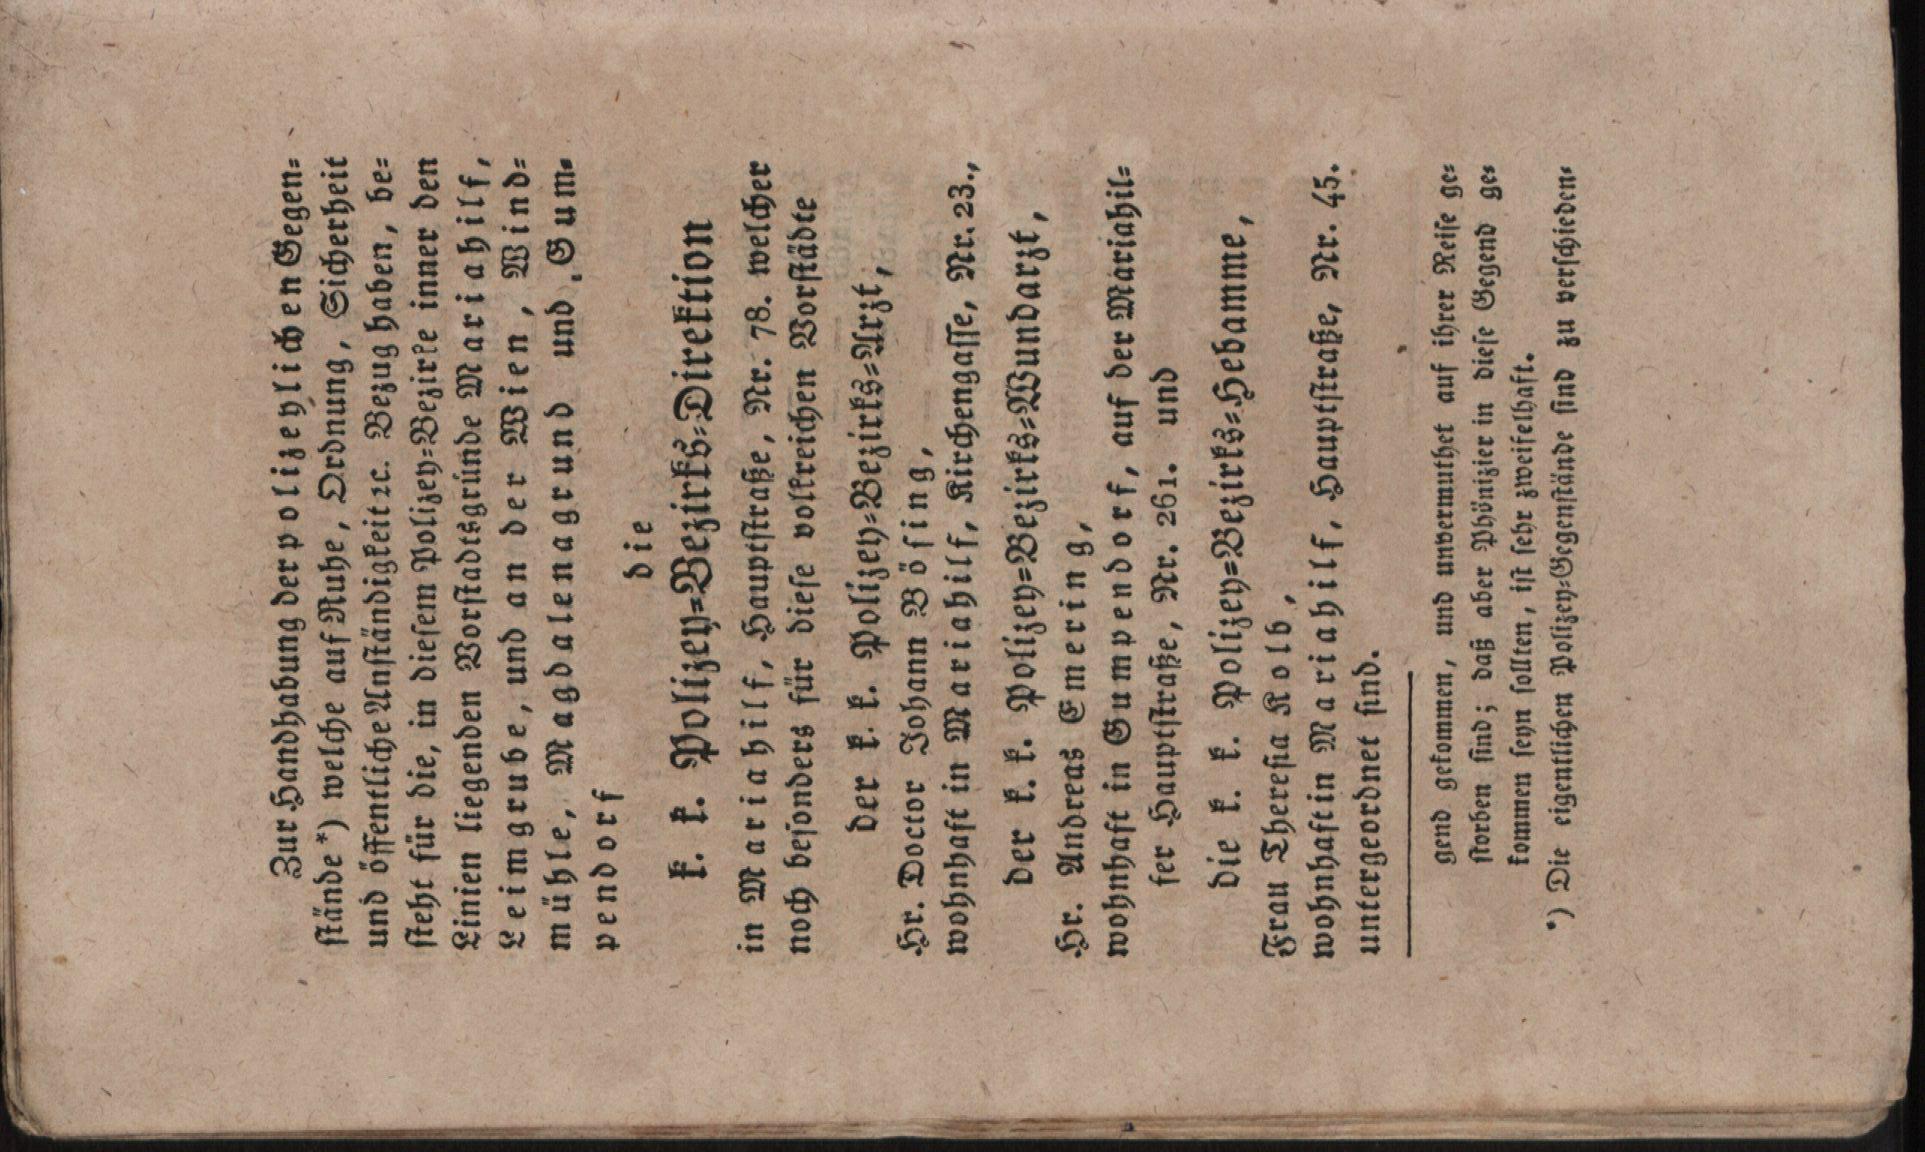 Zur Handhabung der polizeylichen Gegen⸗
stände *) welche auf Ruhe, Ordnung, Sicherheit
und öffentliche Anständigkeit ꝛc. Bezug haben, be⸗
steht für die, in diesem Polizey⸗Bezirke inner den
Linien liegenden Vorstadtsgründe Mariahilf,
Leimgrube, und an der Wien, Wind⸗
mühle, Magdalenagrund und Gum⸗
pendorf
die
k. k. Polizey⸗Bezirks⸗Direktion
in Mariahilf, Hauptstraße, Nr. 78. welcher
noch besonders für diese volkreichen Vorstädte
der k. k. Polizey⸗Bezirks⸗Arzt,
Hr. Doctor Johann Bösing,
wohnhaft in Mariahilf, Kirchengasse, Nr. 23.,
der k. k. Polizey⸗Bezirks⸗Wundarzt,
Hr. Andreas Emering,
wohnhaft in Gumpendorf, auf der Mariahil⸗
fer Hauptstraße, Nr. 261. und
die k. k. Polizey⸗Bezirks⸗Hebamme,
Frau Theresia Kolb,
wohnhaft in Mariahilf, Hauptstraße, Nr. 45.
untergeordnet sind.
gend gekommen, und unvermuthet auf ihrer Reise ge⸗
storben sind; daß aber Phönizier in diese Gegend ge⸗
kommen seyn sollten, ist sehr zweifelhaft.
*) Die eigentlichen Polizey⸗Gegenstände sind zu verschieden⸗